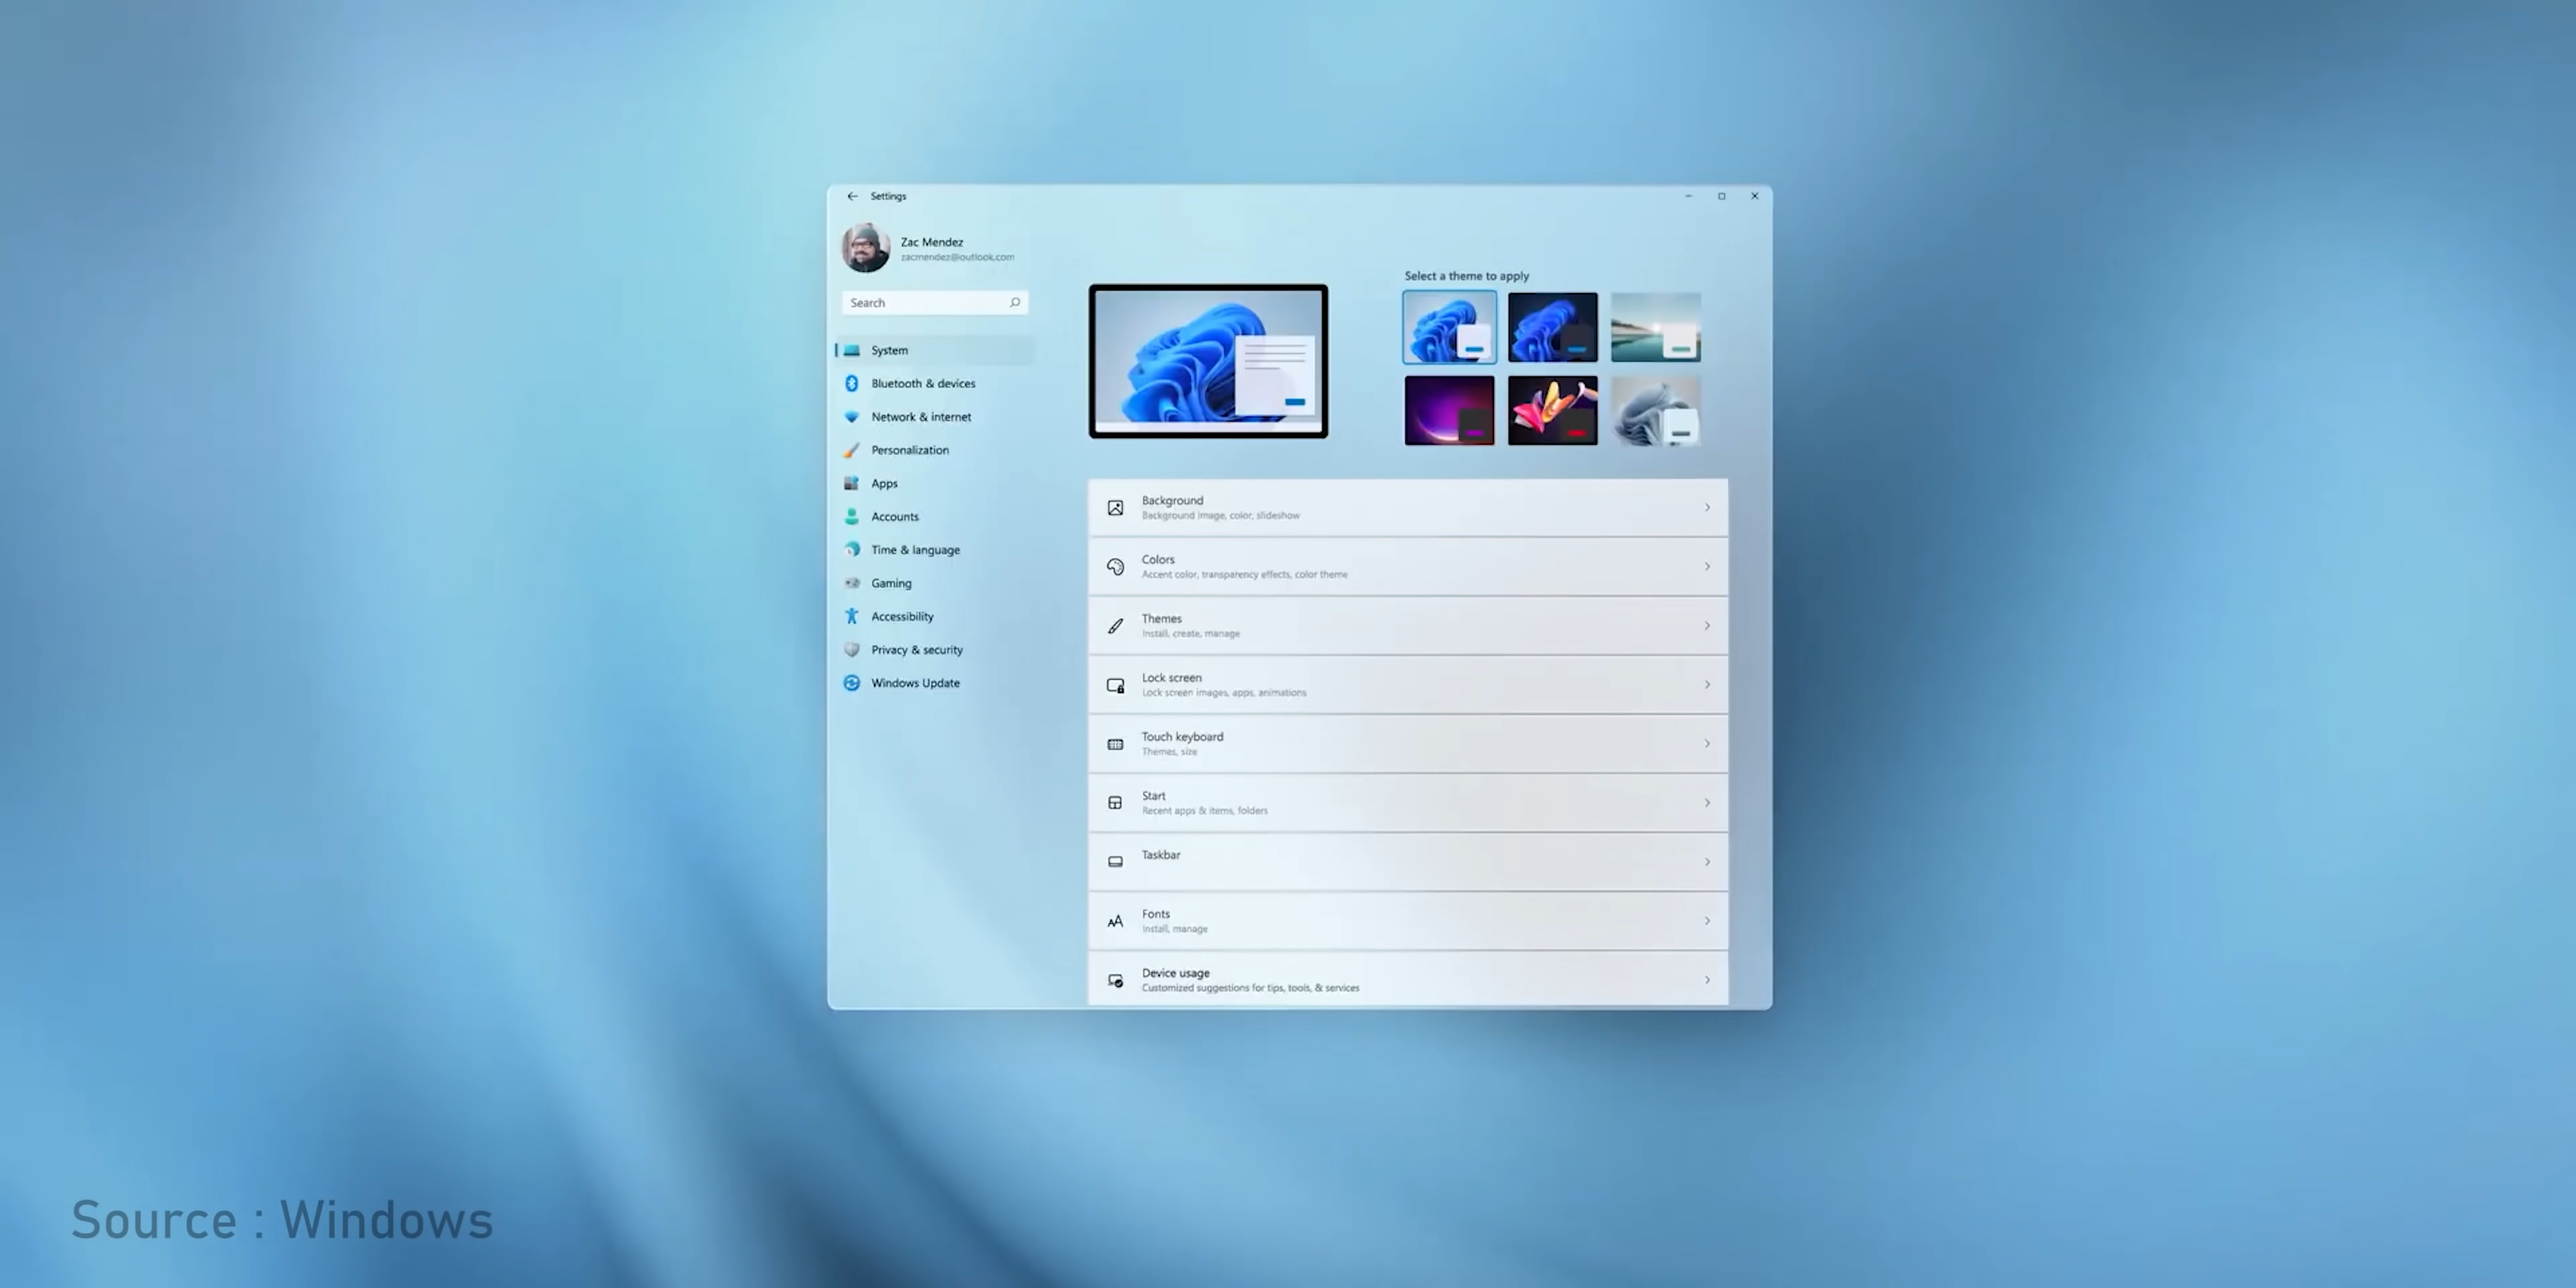 Settings
Zac Mendez
zacmendez@outlook.com
Search
System
Bluetooth & devices
Network & internet
Personalization
Apps
Accounts
Time & language
Gaming
Accessibility
Privacy & security
Windows Update
Select a theme to apply
Background
Background image, color, slideshow
Colors
Accent color, transparency effects, color theme
Themes
Install, create, manage
Lock screen
Lock screen images, apps, animations
Touch keyboard
Themes, size
Start
Recent apps & items, folders
Taskbar
Fonts
Install, manage
Device usage
Customized suggestions for tips, tools, & services
Source : Windows